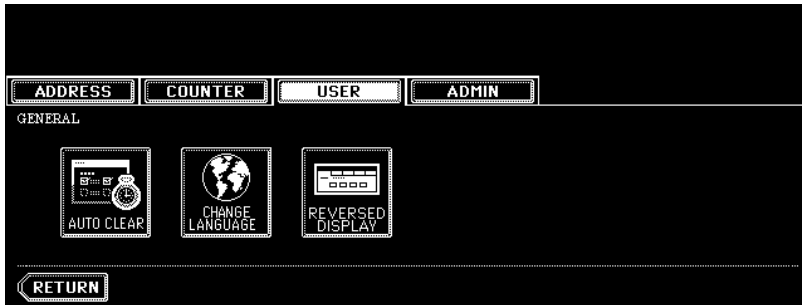 ADDRESS COUNTER USER ADMIN
GENERAL
AUTO CLEAR
CHANGE
LANGUAGE
REVERSED
DISPLAY
RETURN